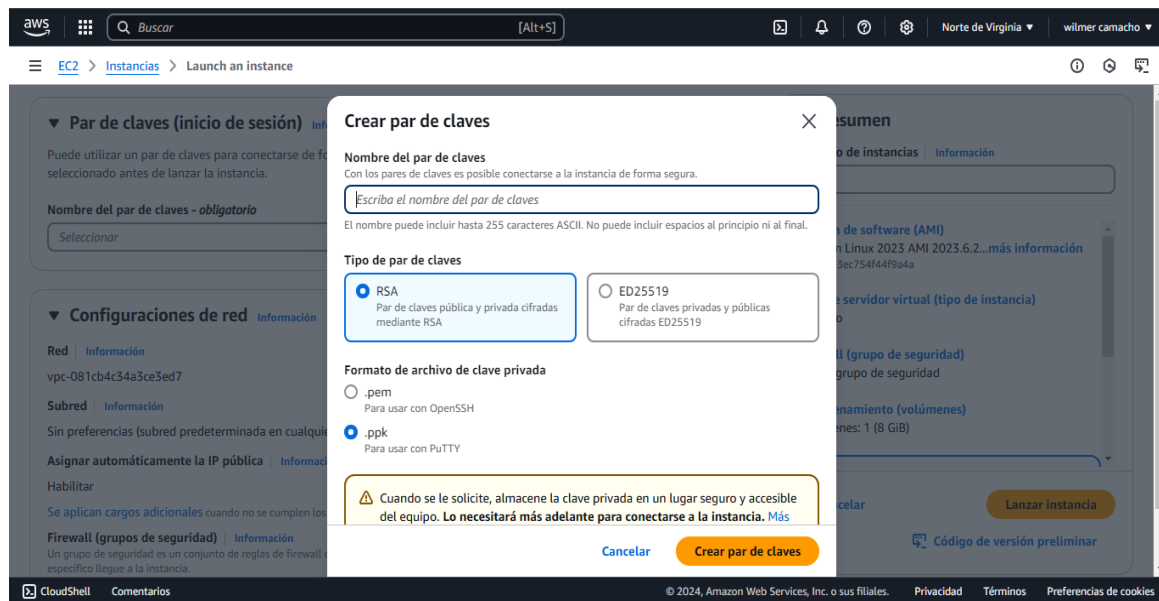 aws
Buscar
[Alt+S]
Norte de Virginia
wilmer camacho
EC2 > Instancias > Launch an instance
Par de claves (inicio de sesión)
Puede utilizar un par de claves para conectarse de
seleccionado antes de lanzar la instancia.
Nombre del par de claves - obligatorio
Seleccionar
Configuraciones de red Información
Red Información
vpc-081cb4c34a3ce3ed7
Subred Información
Sin preferencias (subred predeterminada en
Asignar automáticamente la IP pública
Habilitar
Se aplican cargos adicionales cuando no se cumplen los
Firewall (grupos de seguridad) Información
Un grupo de seguridad es un conjunto de reglas de firewall
específico llegue a la instancia.
Crear par de claves
Nombre del par de claves
Con los pares de claves es posible conectarse a la instancia de forma segura.
Escriba el nombre del par de claves
El nombre puede incluir hasta 255 caracteres ASCII. No puede incluir espacios al principio ni al final.
Tipo de par de claves
RSA
Par de claves pública y privada cifradas
mediante RSA
ED25519
Par de claves privadas y públicas
cifradas ED25519
Formato de archivo de clave privada
.pem
Para usar con OpenSSH
.ppk
Para usar con PuTTY
Cuando se le solicite, almacene la clave privada en un lugar seguro y accesible
del equipo. Lo necesitará más adelante para conectarse a la instancia. Más
Cancelar
Crear par de claves
esumen
o de instancias Información
de software (AMI)
Linux 2023 AMI 2023.6.2...más información
3ec754f44f9a4a
servidor virtual (tipo de instancia)
(grupo de seguridad)
grupo de seguridad
enamiento (volúmenes)
enes: 1 (8 GiB)
celar
Lanzar instancia
Código de versión preliminar
CloudShell
Comentarios
© 2024, Amazon Web Services, Inc. o sus filiales.
Privacidad
Términos
Preferencias de cookies